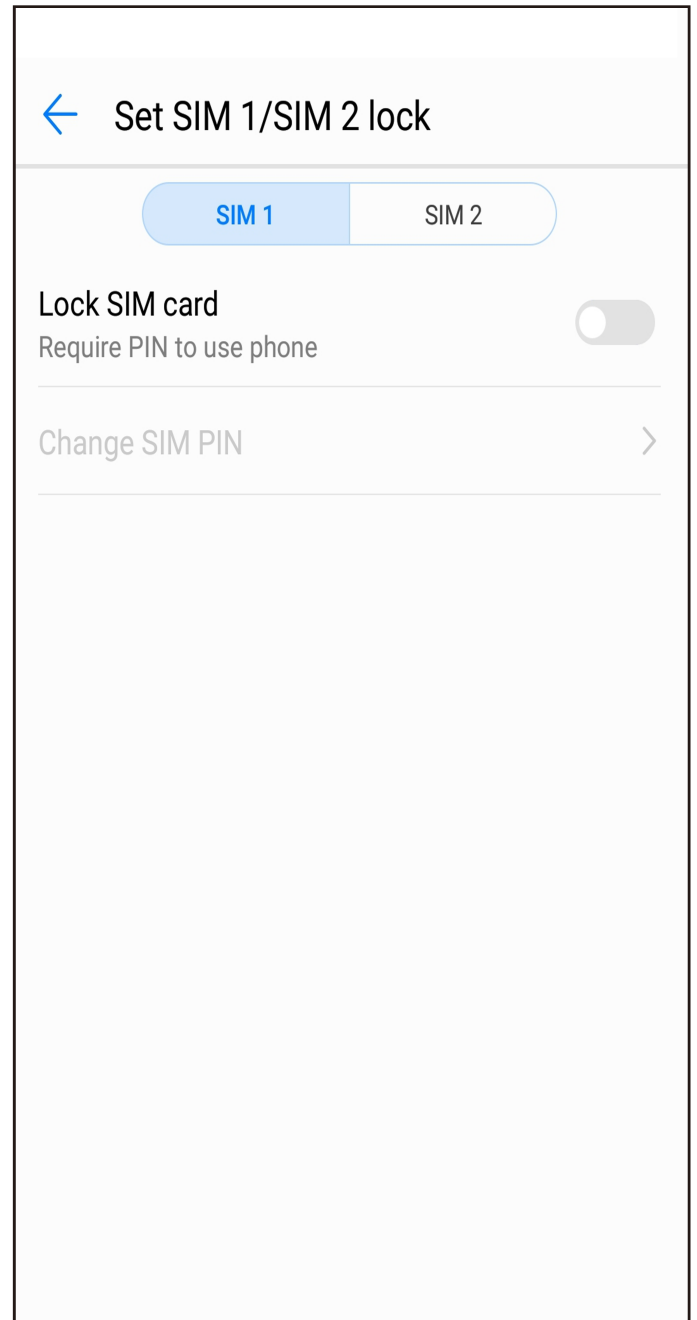 Set SIM 1/SIM 2 lock
SIM 1 SIM 2
Lock SIM card
Require PIN to use phone
Change SIM PIN